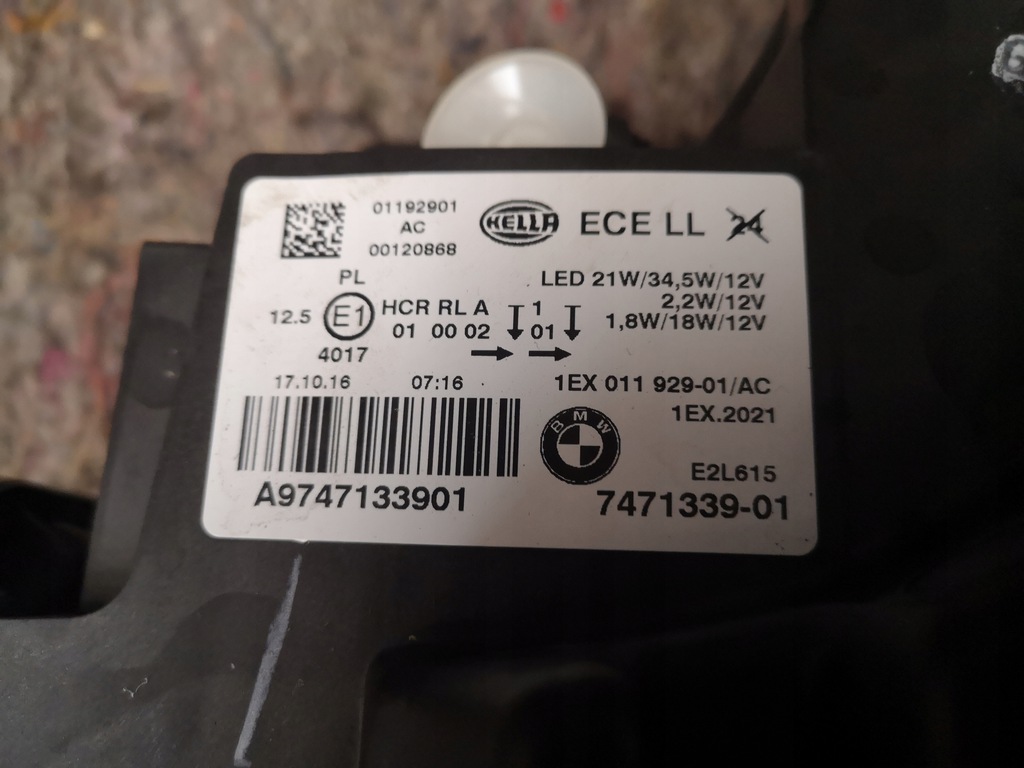 01192901
AC
00120868
HELLA
ECE LL 24
PL
LED 21W/34,5W/12V
2,2W/12V
1,8W/18W/12V
12.5 E1 HCR RL A 1
01 00 02 01
4017
17.10.16 07:16
1EX 011 929-01/AC
1EX.2021
BMW
E2L615
A9747133901
7471339-01